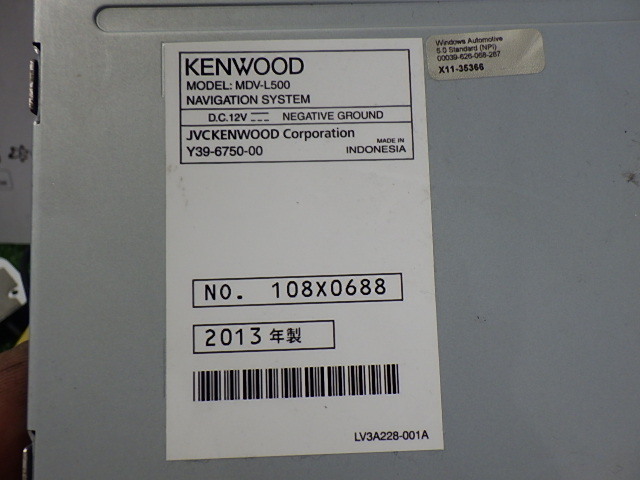 KENWOOD
MODEL: MDV-L500
NAVIGATION SYSTEM
D.C.12V NEGATIVE GROUND
JVCKENWOOD Corporation
Y39-6750-00
MADE IN
INDONESIA
NO. 108X0688
2013年製
LV3A228-001A
Windows Automotive
5.0 Standard (NPI)
00039-626-068-267
X11-35366